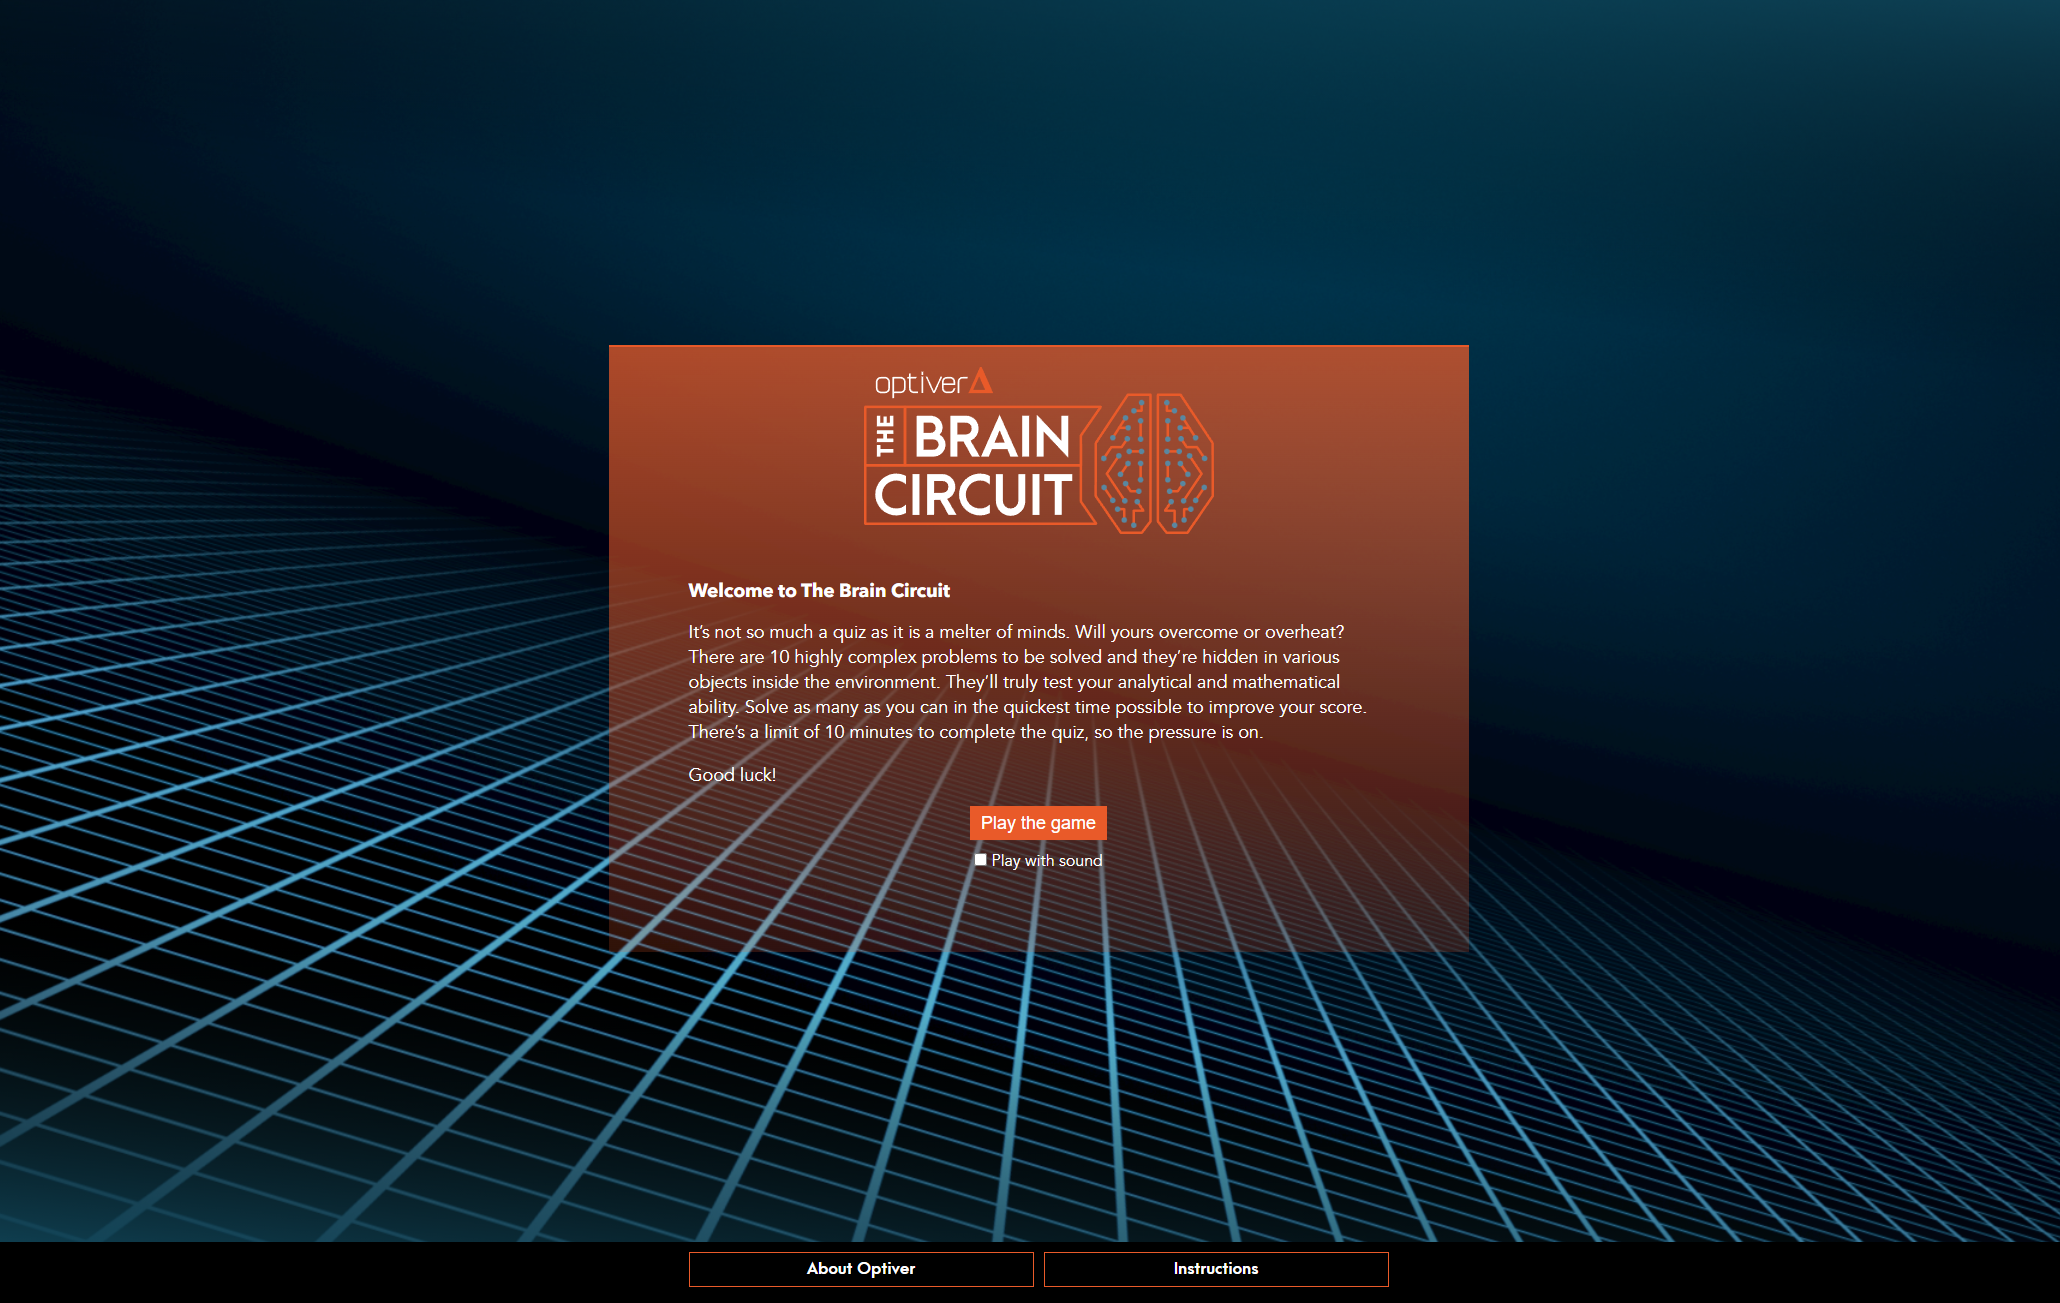 optiver
THE BRAIN
CIRCUIT
Welcome to The Brain Circuit
It's not so much a quiz as it is a melter of minds. Will yours overcome or overheat?
There are 10 highly complex problems to be solved and they're hidden in various
objects inside the environment. They'll truly test your analytical and mathematical
ability. Solve as many as you can in the quickest time possible to improve your score.
There's a limit of 10 minutes to complete the quiz, so the pressure is on.
Good luck!
Play the game
Play with sound
About Optiver
Instructions